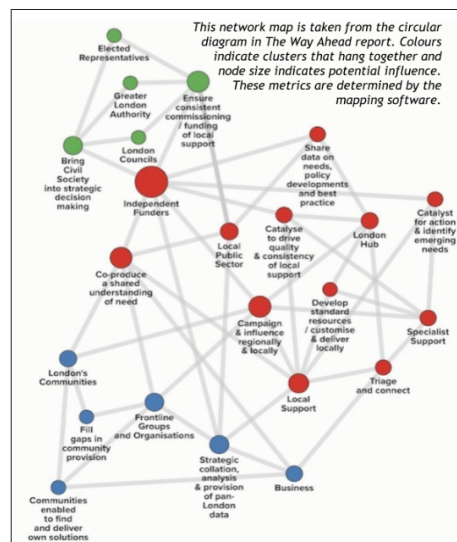 This network map is taken from the circular
diagram in The Way Ahead report. Colours
indicate clusters that hang together and
node size indicates potential influence.
These metrics are determined by the
mapping software.
Elected
Representatives
Greater
London
Authority
Ensure
consistent
commissioning
/ funding of
local support
London
Councils
Bring
Civil
Society
into strategic
decision
making
Independent
Funders
Share
data on
needs,
policy
developments
and best
practice
Catalyst
for action
& identify
emerging
needs
Catalyse
to drive
quality
& consistency
of local
support
London
Hub
Local
Public
Sector
Co-produce
a shared
understanding
of need
Campaign
& influence
regionally
& locally
Develop
standard
resources
/ customise
& deliver
locally
Specialist
Support
London's
Communities
Local
Support
Triage
and connect
Fill
gaps in
community
provision
Frontline
Groups
and Organisations
Strategic
collation,
analysis
& provision
of pan-
London
data
Business
Communities
enabled
to find
and deliver
own solutions